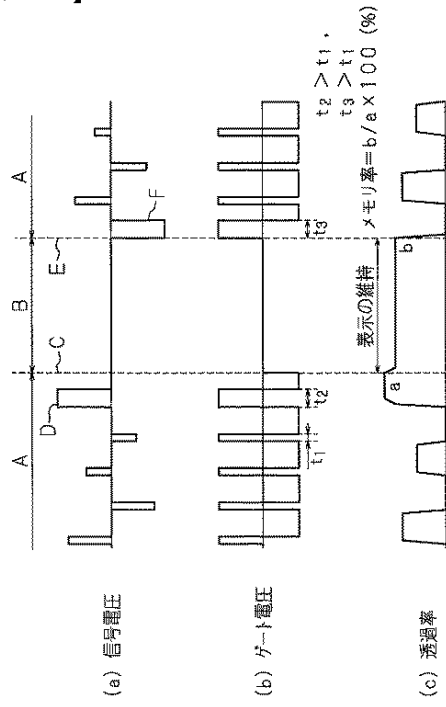 A
B
A
C
E
D
F
(a) 信号電圧
t₁
t₂
t₃
t₂ > t₁,
t₃ > t₁
(b) ゲート電圧
表示の維持
メモリ率 = b/a × 100 (%)
a
b
(c) 透過率